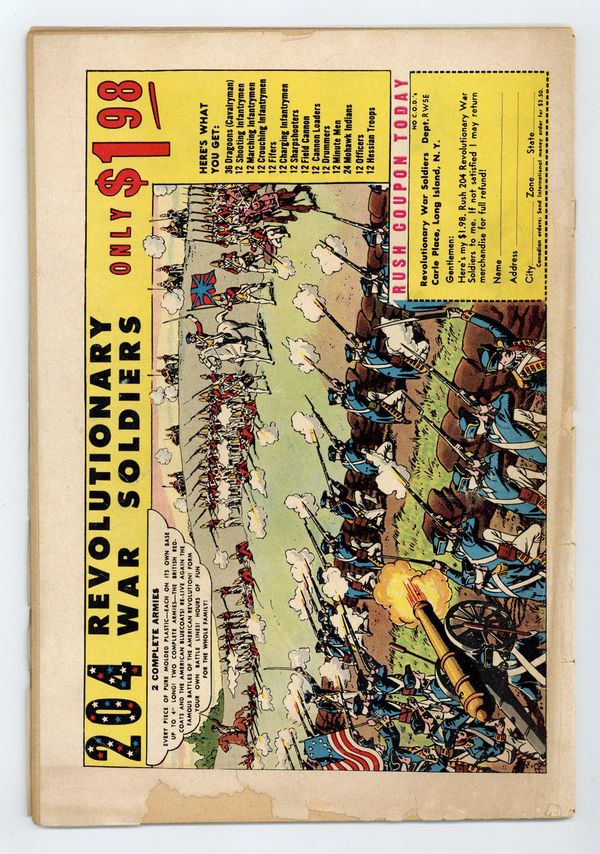 204 REVOLUTIONARY
WAR SOLDIERS
ONLY $1 98
2 COMPLETE ARMIES
EVERY PIECE OF PURE MOLDED PLASTIC—EACH ON ITS OWN BASE
UP TO 4" LONG! TWO COMPLETE ARMIES—THE BRITISH RED-
COATS AND THE AMERICAN BLUECOATS! RE-LIVE AGAIN THE
FAMOUS BATTLES OF THE AMERICAN REVOLUTION! FORM
YOUR OWN BATTLE LINES! HOURS OF FUN
FOR THE WHOLE FAMILY!
HERE'S WHAT
YOU GET:
36 Dragoons (Cavalryman)
12 Shooting Infantrymen
12 Marching Infantrymen
12 Crouching Infantrymen
12 Fifers
12 Charging Infantrymen
12 Sharpshooters
12 Field Cannon
12 Cannon Loaders
12 Drummers
12 Minute Men
24 Mohawk Indians
12 Officers
12 Hessian Troops
RUSH COUPON TODAY
NO C.O.D.'s
Revolutionary War Soldiers Dept. RW5E
Carle Place, Long Island, N. Y.
Gentlemen:
Here's my $1.98. Rush 204 Revolutionary War
Soldiers to me. If not satisfied I may return
merchandise for full refund!
Name
Address
City Zone State
Canadian orders: Send International money order for $2.50.